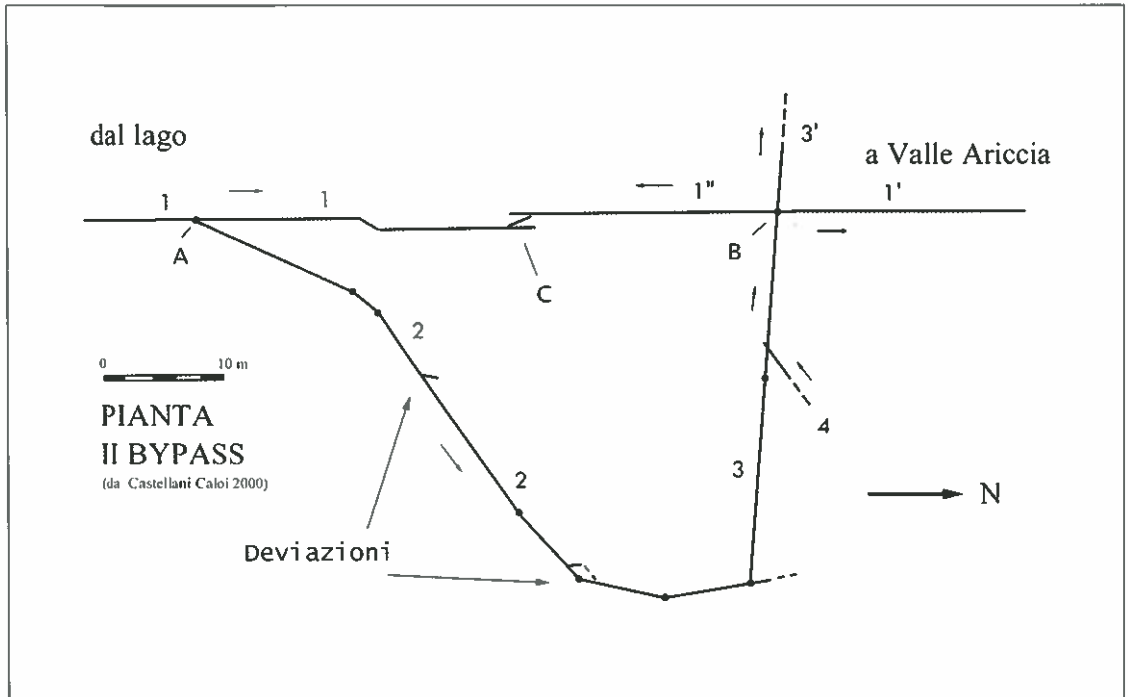 dal lago
3'
a Valle Ariccia
1
1
1"
1'
A
B
C
2
0 10 m
PIANTA
II BYPASS
(da Castellani Caloi 2000)
4
2
3
N
Deviazioni